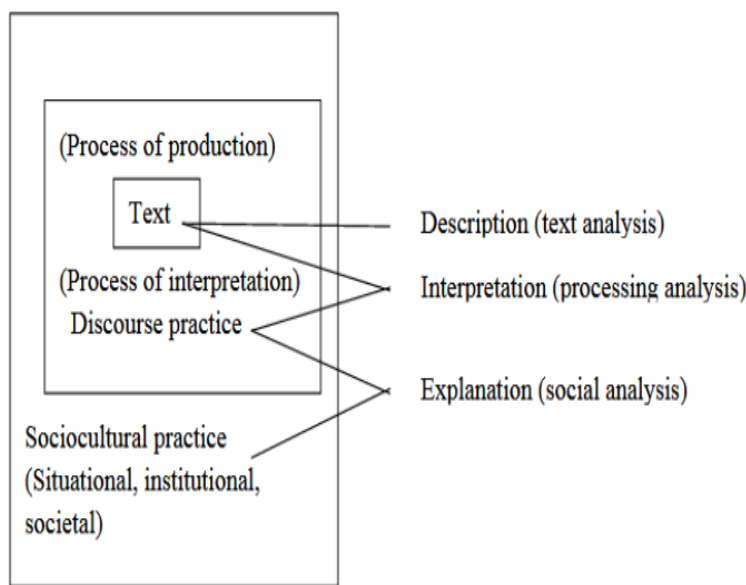 (Process of production)
Text
(Process of interpretation)
Discourse practice
Sociocultural practice
(Situational, institutional,
societal)
Description (text analysis)
Interpretation (processing analysis)
Explanation (social analysis)